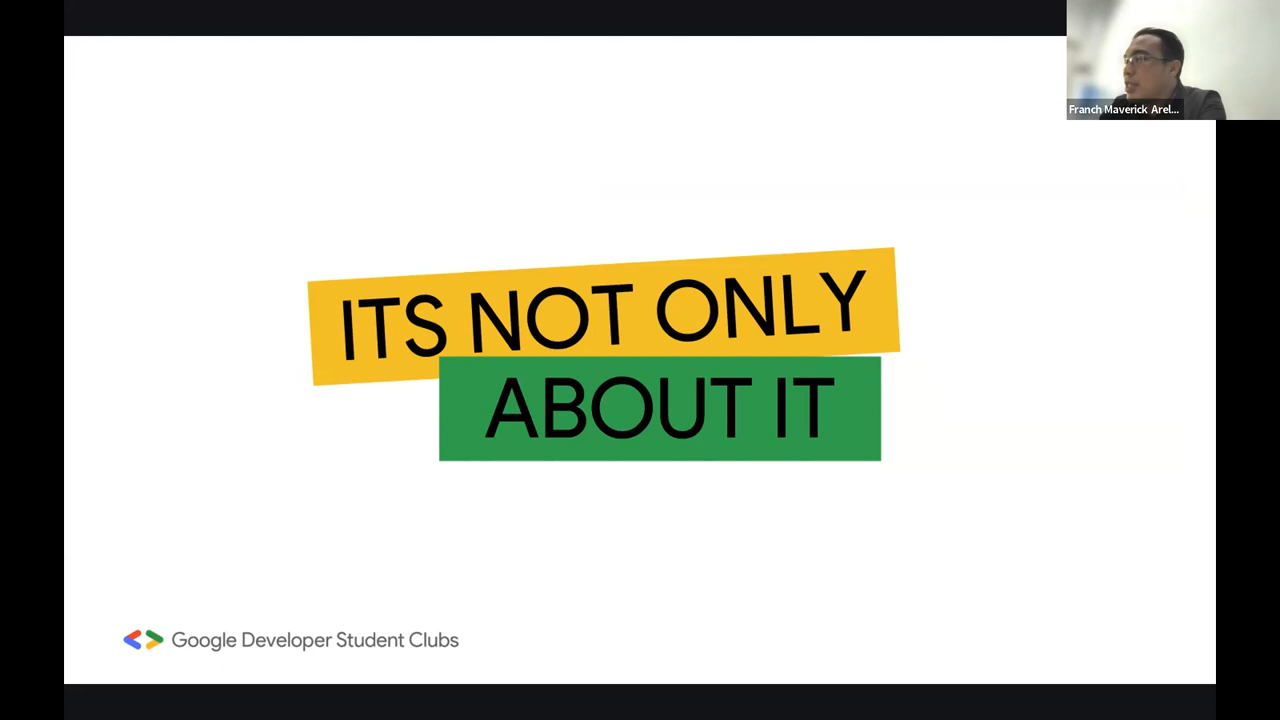 Franch Maverick Arel...
ITS NOT ONLY
ABOUT IT
Google Developer Student Clubs